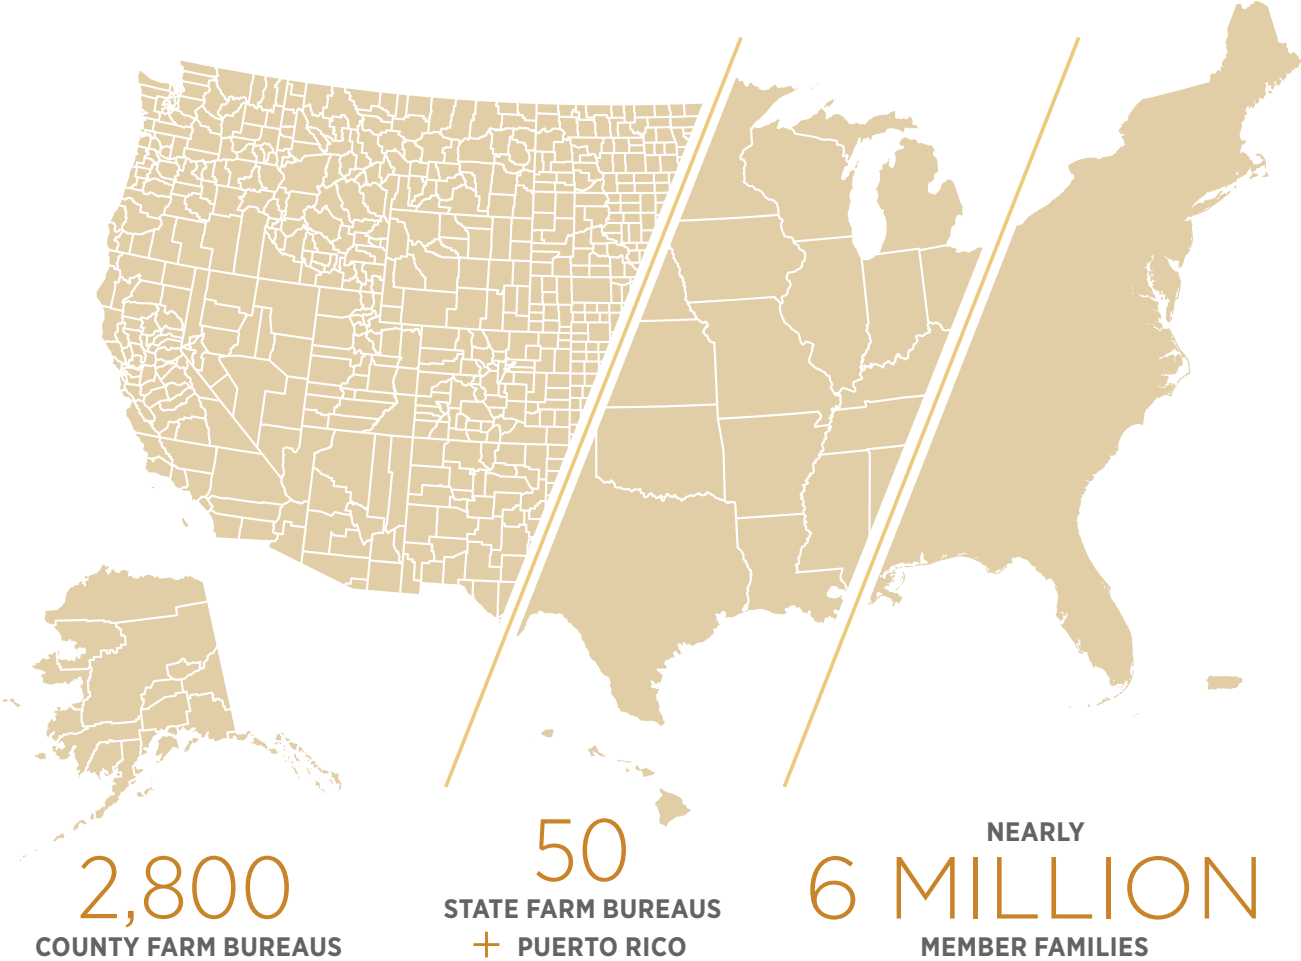 2,800
COUNTY FARM BUREAUS
50
STATE FARM BUREAUS
+ PUERTO RICO
NEARLY
6 MILLION
MEMBER FAMILIES